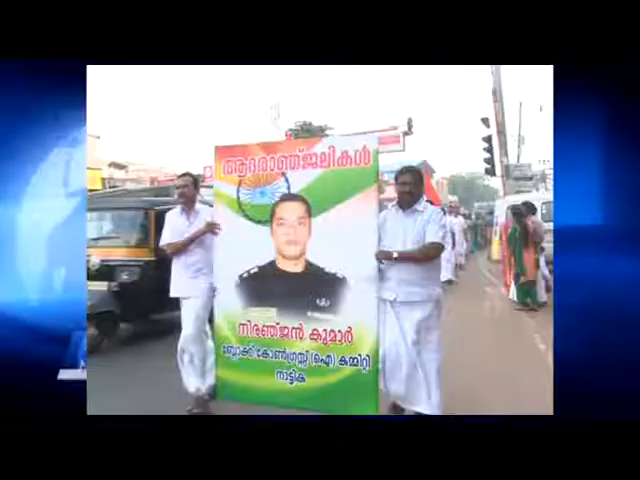 ആദരാഞ്ജലികൾ
നിരഞ്ജൻ കുമാർ
ബ്ലോക്ക് കോൺഗ്രസ്സ് (ഐ) കമ്മിറ്റി
നാട്ടിക